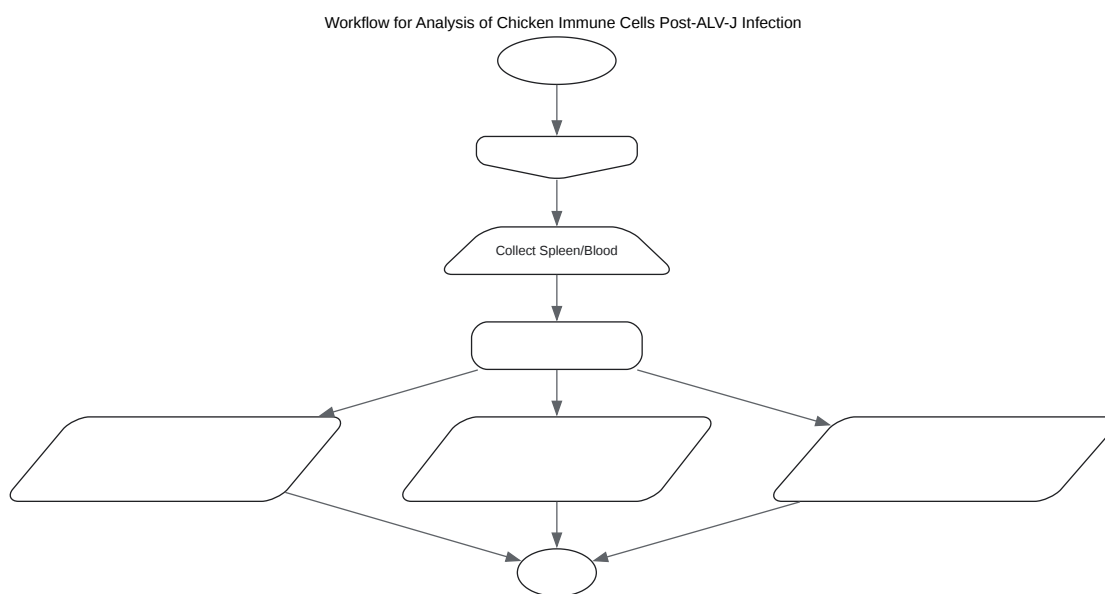 Workflow for Analysis of Chicken Immune Cells Post-ALV-J Infection
Collect Spleen/Blood